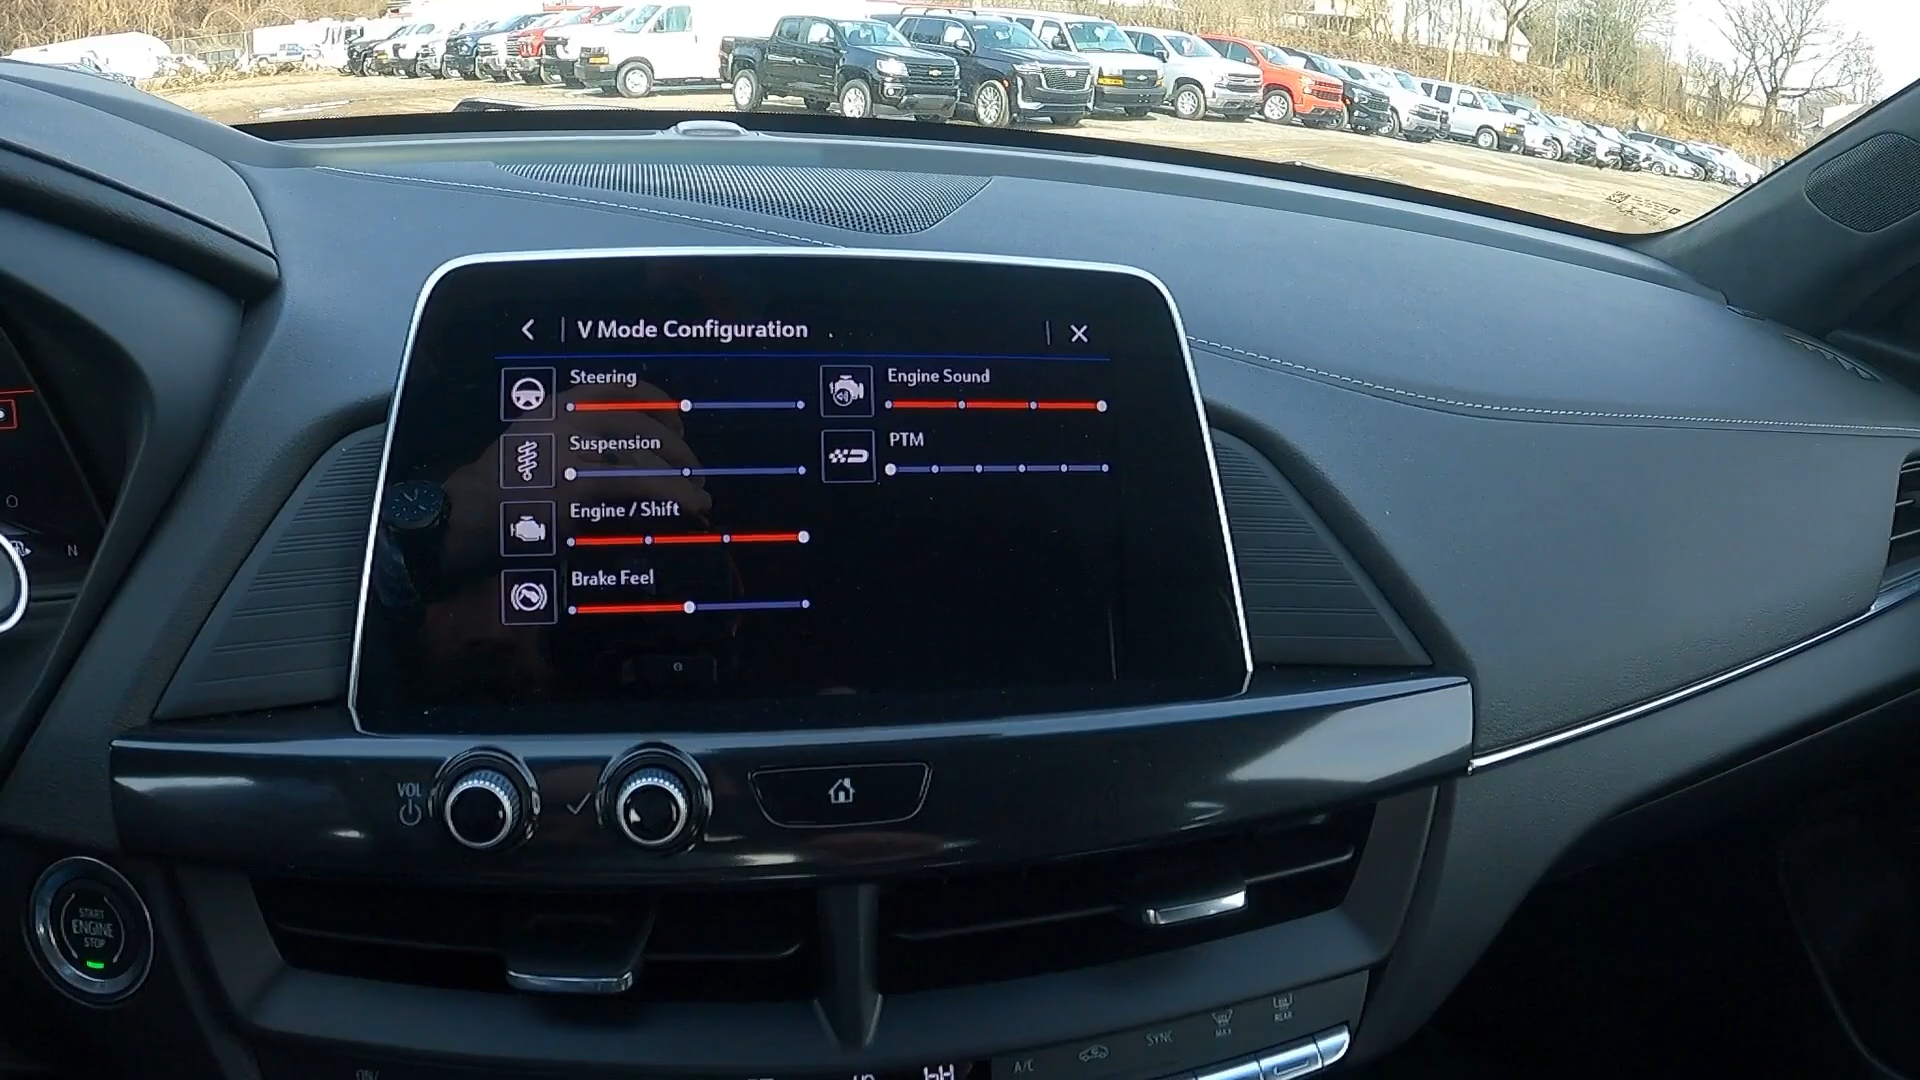 V Mode Configuration
Steering
Engine Sound
Suspension
PTM
Engine / Shift
Brake Feel
N
VOL
START
ENGINE
STOP
A/C
SYNC
MAX
REAR